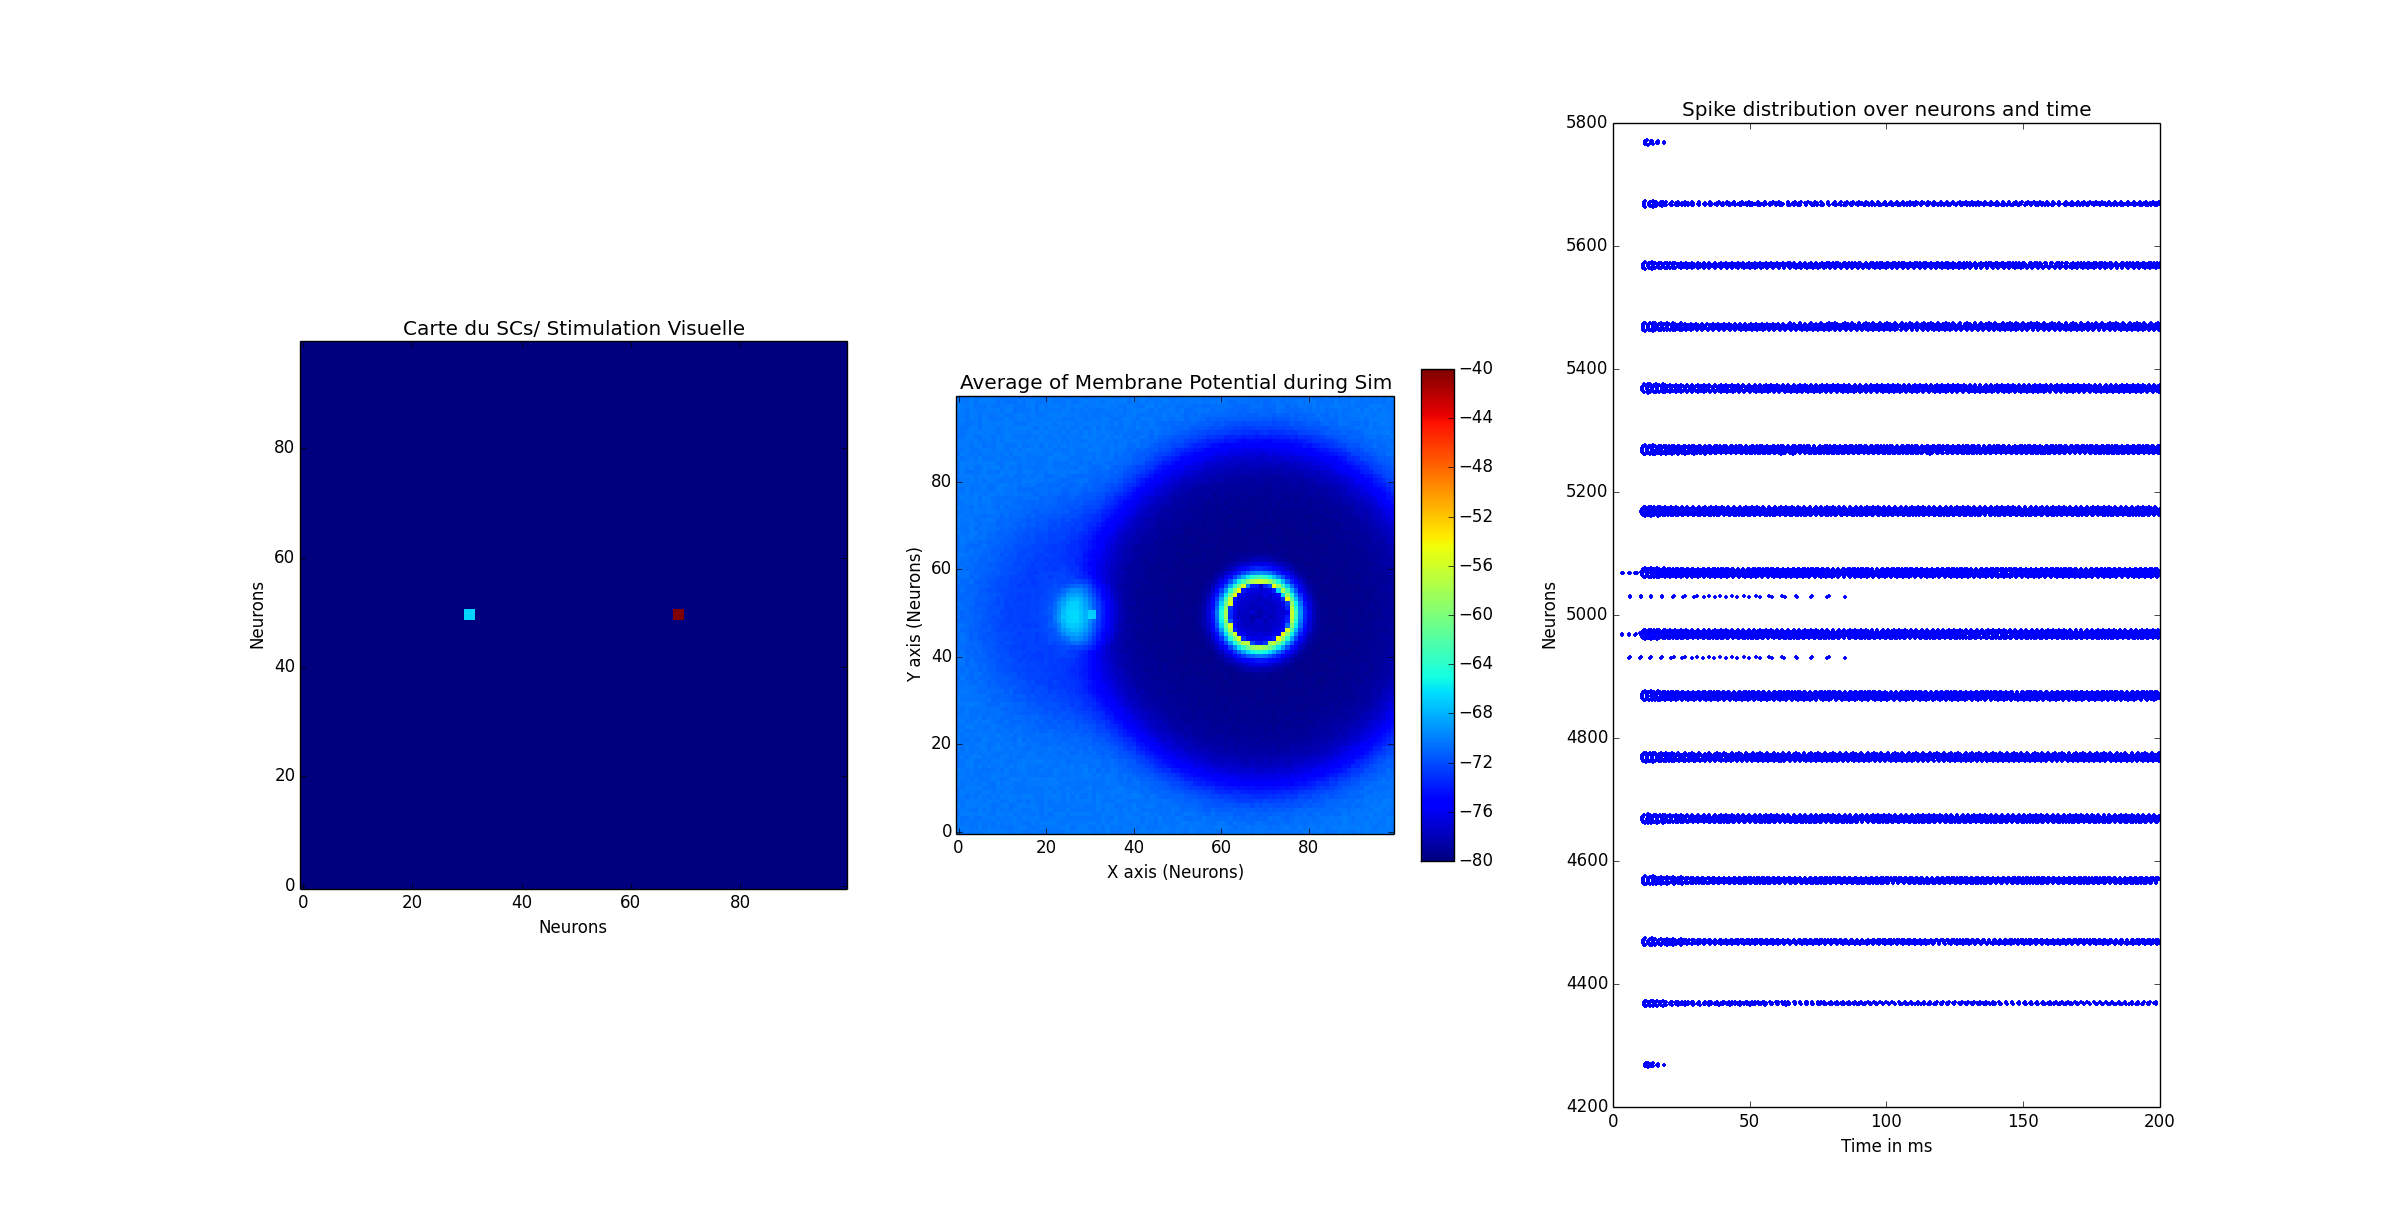 Carte du SCs/ Stimulation Visuelle
Neurons
80
60
40
20
0
0 20 40 60 80
Neurons
Average of Membrane Potential during Sim
Y axis (Neurons)
80
60
40
20
0
0 20 40 60 80
X axis (Neurons)
−40
−44
−48
−52
−56
−60
−64
−68
−72
−76
−80
Spike distribution over neurons and time
Neurons
5800
5600
5400
5200
5000
4800
4600
4400
4200
0 50 100 150 200
Time in ms